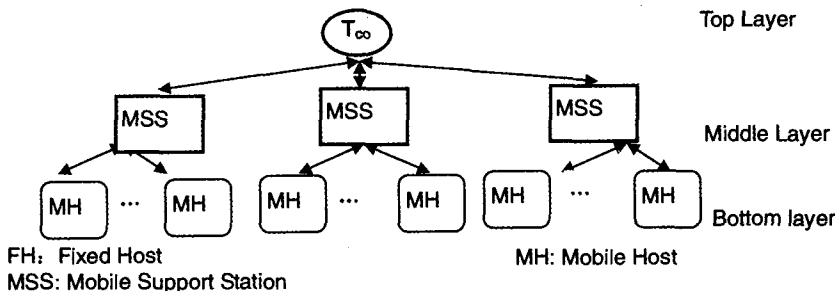 T∞
Top Layer
MSS
MSS
MSS
Middle Layer
MH ... MH
MH ... MH
MH ... MH
Bottom layer
FH: Fixed Host
MH: Mobile Host
MSS: Mobile Support Station